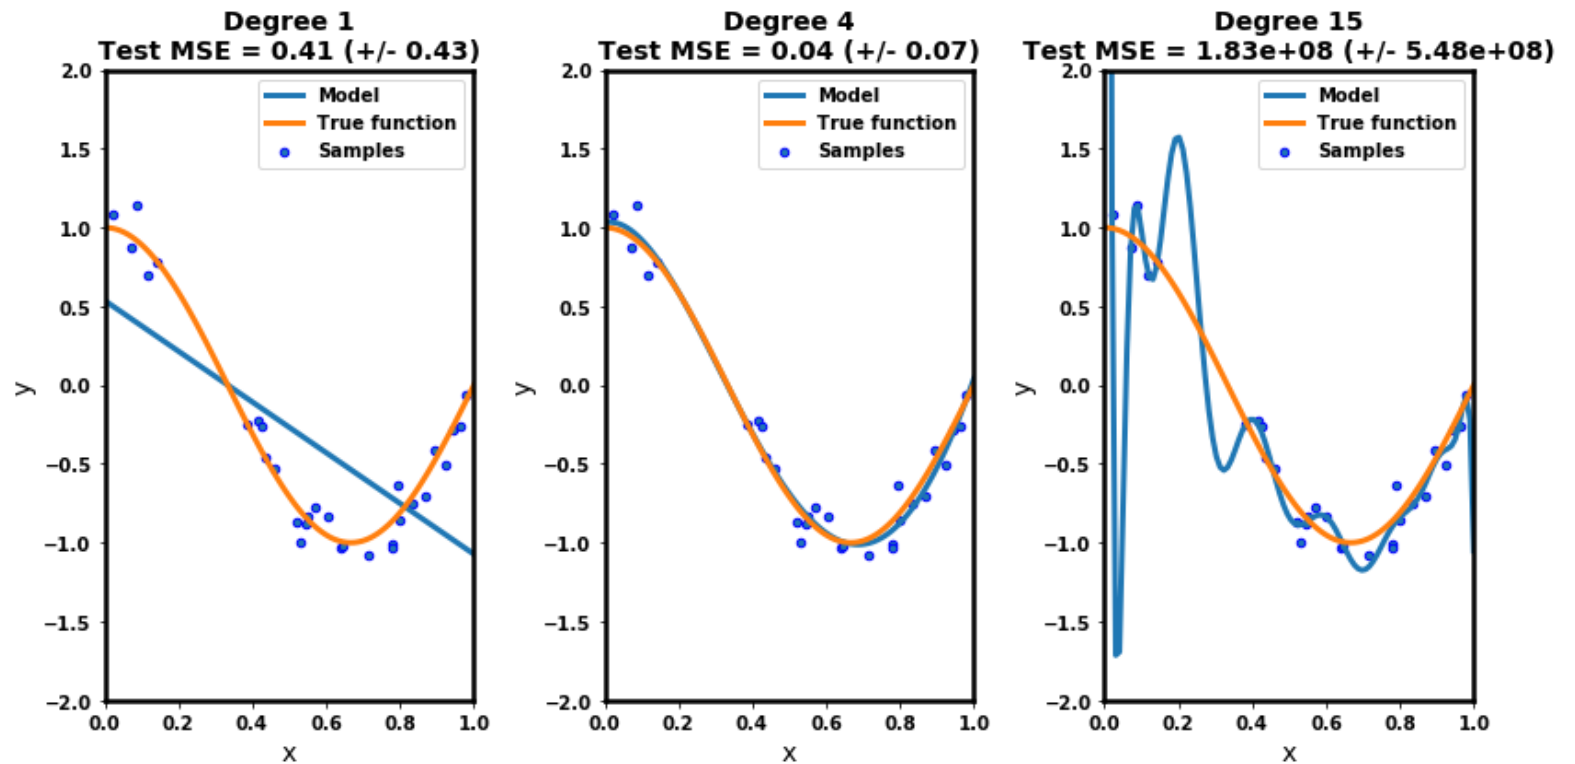 Degree 1
Test MSE = 0.41 (+/- 0.43)
2.0
1.5
1.0
0.5
0.0
−0.5
−1.0
−1.5
−2.0
y
Model
True function
Samples
0.0 0.2 0.4 0.6 0.8 1.0
x
Degree 4
Test MSE = 0.04 (+/- 0.07)
2.0
1.5
1.0
0.5
0.0
−0.5
−1.0
−1.5
−2.0
y
Model
True function
Samples
0.0 0.2 0.4 0.6 0.8 1.0
x
Degree 15
Test MSE = 1.83e+08 (+/- 5.48e+08)
2.0
1.5
1.0
0.5
0.0
−0.5
−1.0
−1.5
−2.0
y
Model
True function
Samples
0.0 0.2 0.4 0.6 0.8 1.0
x